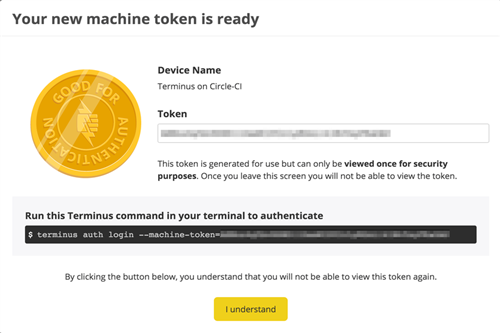 Your new machine token is ready
Device Name
Terminus on Circle-CI
GOOD FOR
AUTHENTICATION
Token
This token is generated for use but can only be viewed once for security
purposes. Once you leave this screen you will not be able to view the token.
Run this Terminus command in your terminal to authenticate
$ terminus auth login --machine-token=
By clicking the button below, you understand that you will not be able to view this token again.
I understand